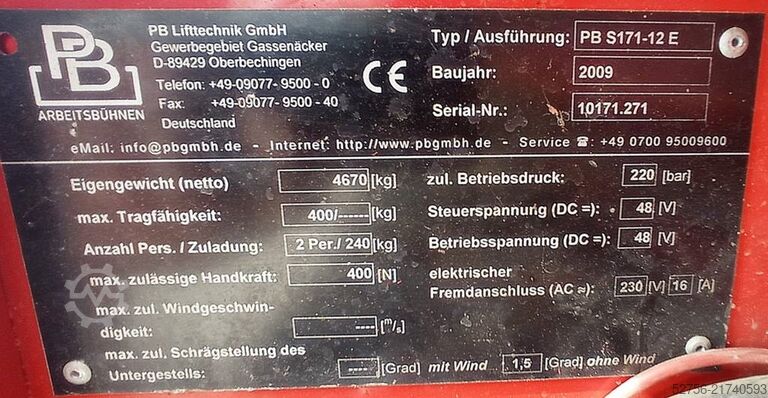 PB
ARBEITSBÜHNEN
PB Lifttechnik GmbH
Gewerbegebiet Gassenäcker
D-89429 Oberbechingen
Telefon: +49-09077- 9500 - 0
Fax: +49-09077- 9500 - 40
Deutschland
CE
Typ / Ausführung: PB S171-12 E
Baujahr: 2009
Serial-Nr.: 10171.271
eMail: info@pbgmbh.de - Internet: http://www.pbgmbh.de - Service ☎: +49 0700 95009600
Eigengewicht (netto) 4670 [kg]
max. Tragfähigkeit: 400/------ [kg]
Anzahl Pers. / Zuladung: 2 Per./ 240 [kg]
max. zulässige Handkraft: 400 [N]
max. zul. Windgeschwin-
digkeit: ---- [m/s]
max. zul. Schrägstellung des
Untergestells: ---- [Grad] mit Wind 1,5 [Grad] ohne Wind
zul. Betriebsdruck: 220 [bar]
Steuerspannung (DC =): 48 [V]
Betriebsspannung (DC =): 48 [V]
elektrischer
Fremdanschluss (AC ≈): 230 [V] 16 [A]
52756-21740593